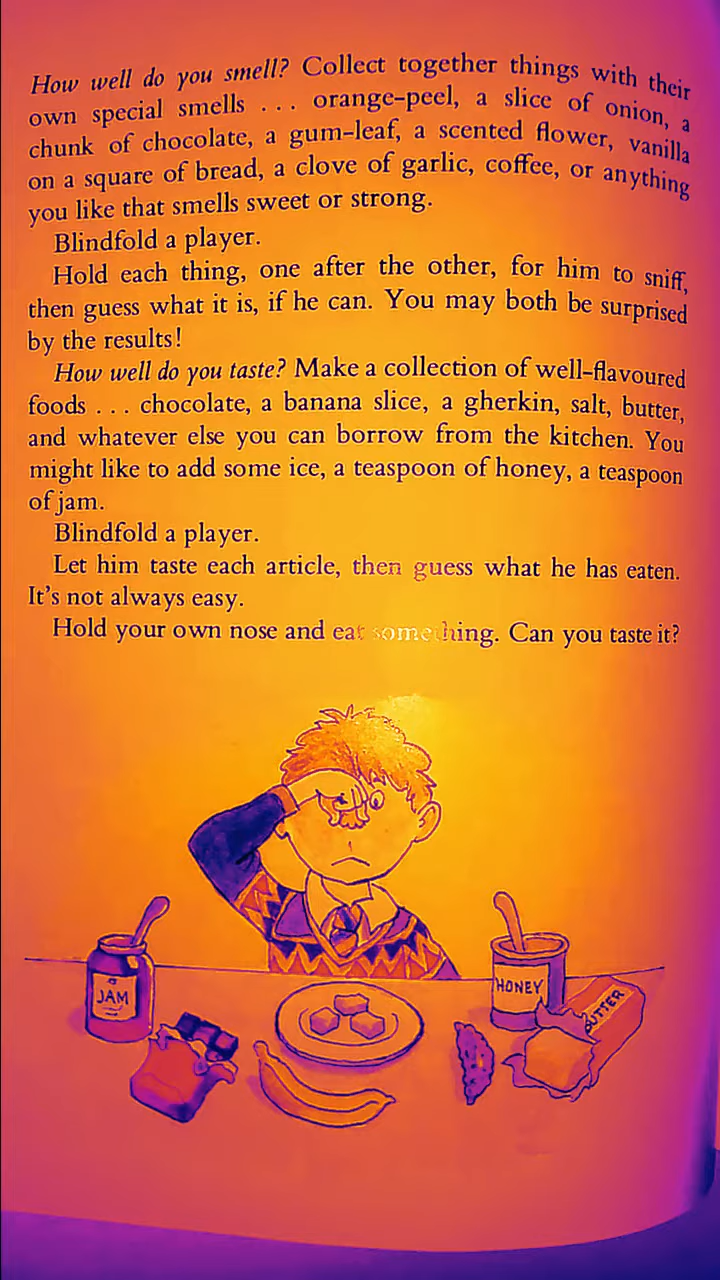 How well do you smell? Collect together things with their
own special smells . . . orange-peel, a slice of onion, a
chunk of chocolate, a gum-leaf, a scented flower, vanilla
on a square of bread, a clove of garlic, coffee, or anything
you like that smells sweet or strong.
Blindfold a player.
Hold each thing, one after the other, for him to sniff,
then guess what it is, if he can. You may both be surprised
by the results!
How well do you taste? Make a collection of well-flavoured
foods . . . chocolate, a banana slice, a gherkin, salt, butter,
and whatever else you can borrow from the kitchen. You
might like to add some ice, a teaspoon of honey, a teaspoon
of jam.
Blindfold a player.
Let him taste each article, then guess what he has eaten.
It's not always easy.
Hold your own nose and eat something. Can you taste it?
JAM
HONEY
BUTTER